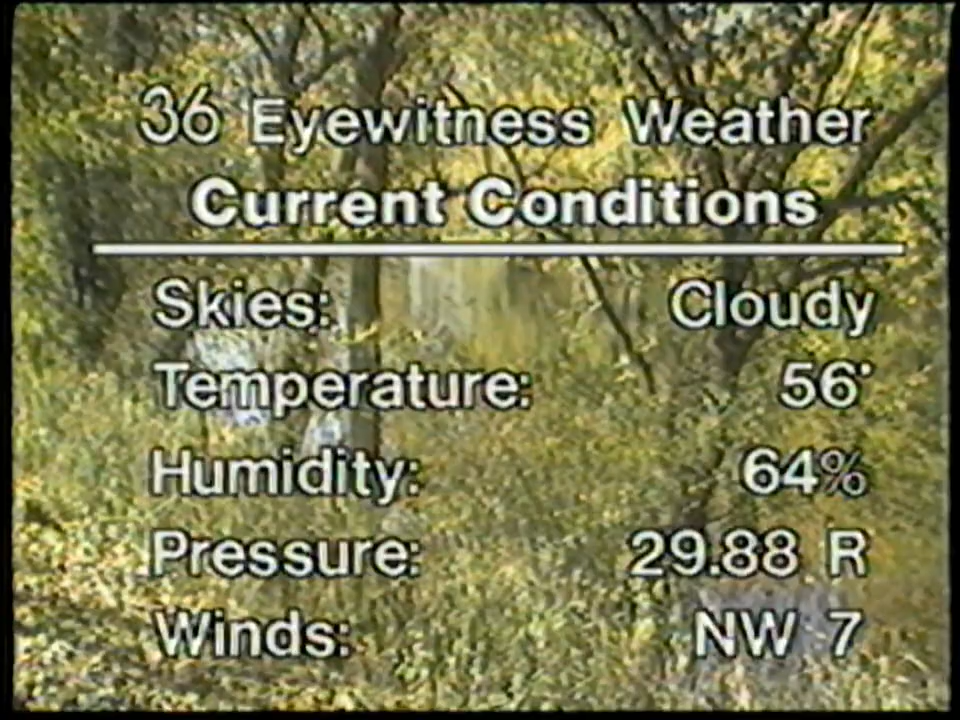 36 Eyewitness Weather
Current Conditions
Skies: Cloudy
Temperature: 56°
Humidity: 64%
Pressure: 29.88 R
Winds: NW 7